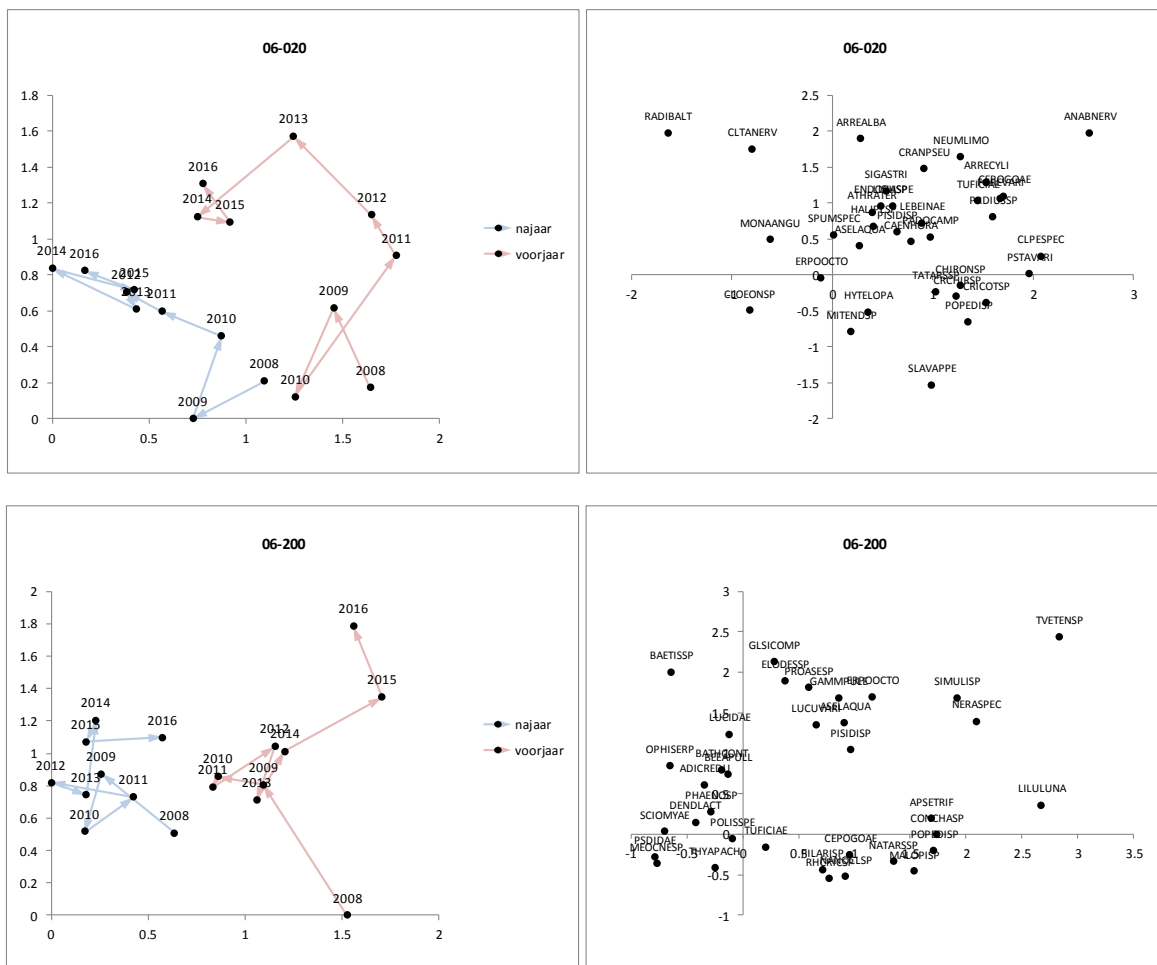 06-020
1.8
1.6
1.4
1.2
1
0.8
0.6
0.4
0.2
0
0
0.5
1
1.5
2
2013
2016
2014
2015
2012
2011
2009
2010
2008
2014
2016
2015
2012
2013
2011
2010
2008
2009
najaar
voorjaar
06-020
2.5
2
1.5
1
0.5
0
-0.5
-1
-1.5
-2
-2
-1
0
1
2
3
RADIBALT
CLTANERV
ARREALBA
ANABNERV
NEUMLIMO
CRANPSEU
ARRECYLI
SIGASTRI
CEPOGOAE
TUFICIAE
ATHRATER
LEBEINAE
SPUMSPEC
PISIDISP
CAENHORA
RADOCAMP
ASELAQUA
MONAANGU
CLPESPEC
PSTAVARI
ERPOOCTO
CHIRONSP
TATARSSP
CRCHIRSP
CRICOTSP
CLOEONSP
HYTELOPA
POPEDISP
MITENDSP
SLAVAPPE
06-200
2
1.8
1.6
1.4
1.2
1
0.8
0.6
0.4
0.2
0
0
0.5
1
1.5
2
2016
2015
2014
2015
2016
2012
2009
2013
2011
2010
2008
2012
2014
2010
2011
2009
2013
2008
najaar
voorjaar
06-200
3
2.5
2
1.5
1
0.5
0
-0.5
-1
-1
-0.5
0.5
1
1.5
2
2.5
3
3.5
TVETENSP
GLSICOMP
BAETISSP
ELODESSP
PROASESP
ERPOOCTO
SIMULISP
NERASPEC
LUCUVARI
ASELAQUA
LUCIDAE
PISIDISP
OPHISERP
ADICREDU
LILULUNA
DENDLACT
APSETRIF
CONCHASP
SCIOMYAE
POLISSPE
POPEDISP
PSDIDAE
TUFICIAE
CEPOGOAE
NATARSSP
MEOCNESP
THYAPACH
MALOPISP